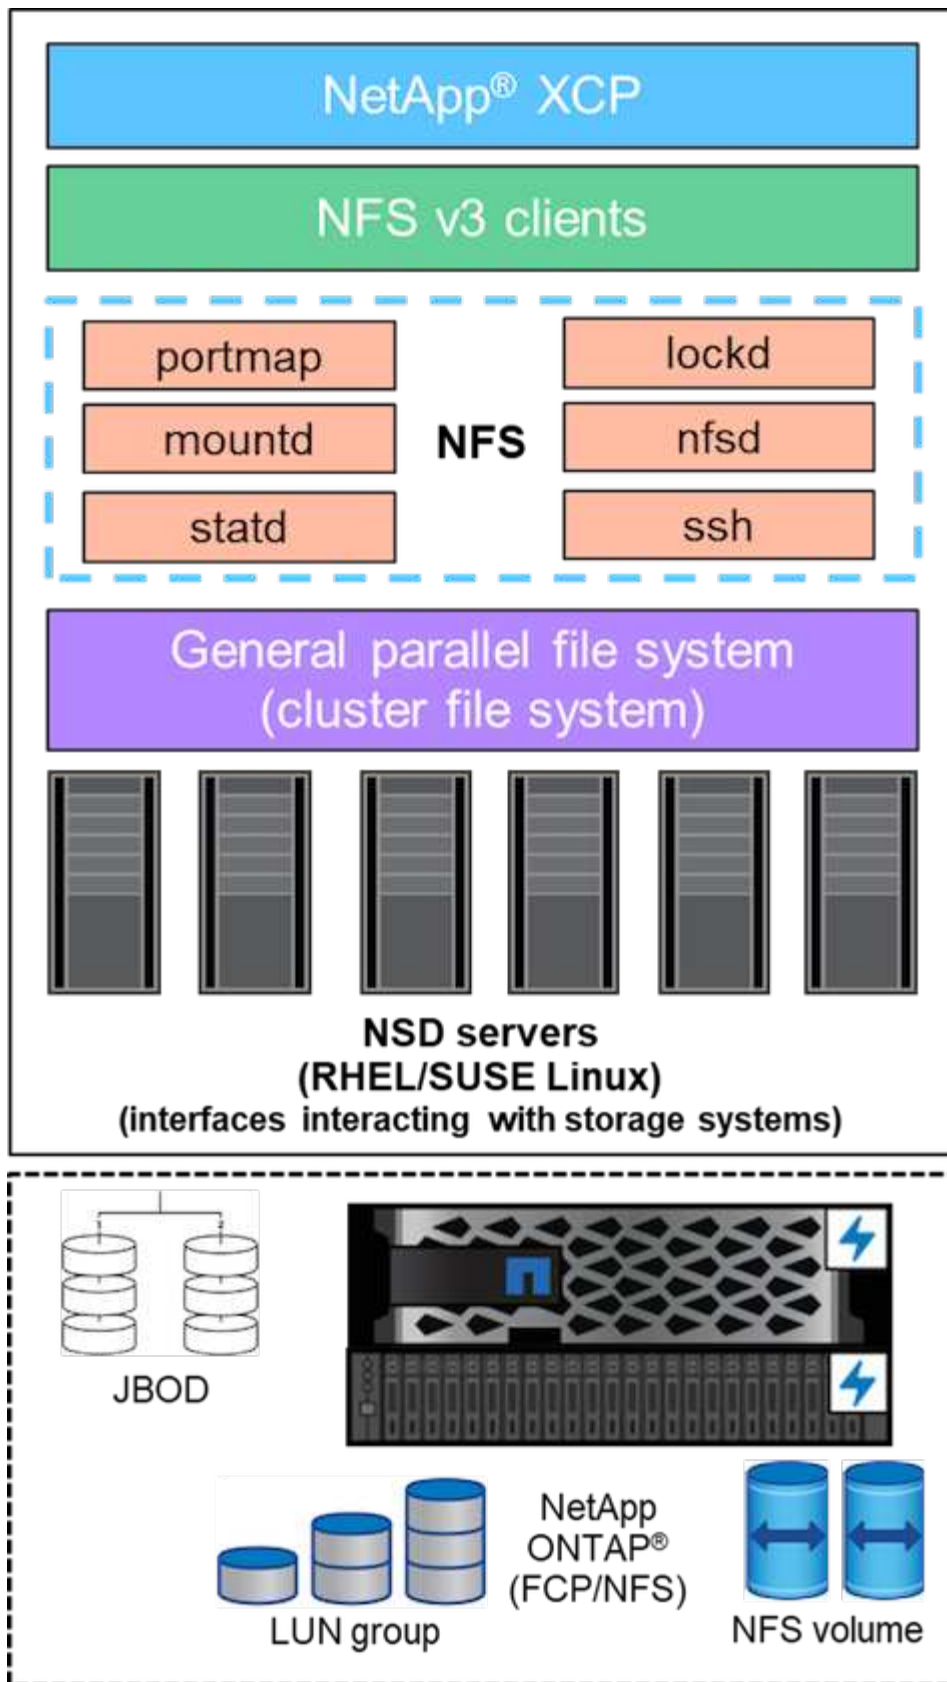 NetApp® XCP
NFS v3 clients
portmap
lockd
mountd
NFS
nfsd
statd
ssh
General parallel file system
(cluster file system)
NSD servers
(RHEL/SUSE Linux)
(interfaces interacting with storage systems)
1
2
JBOD
NetApp
ONTAP®
(FCP/NFS)
LUN group
NFS volume